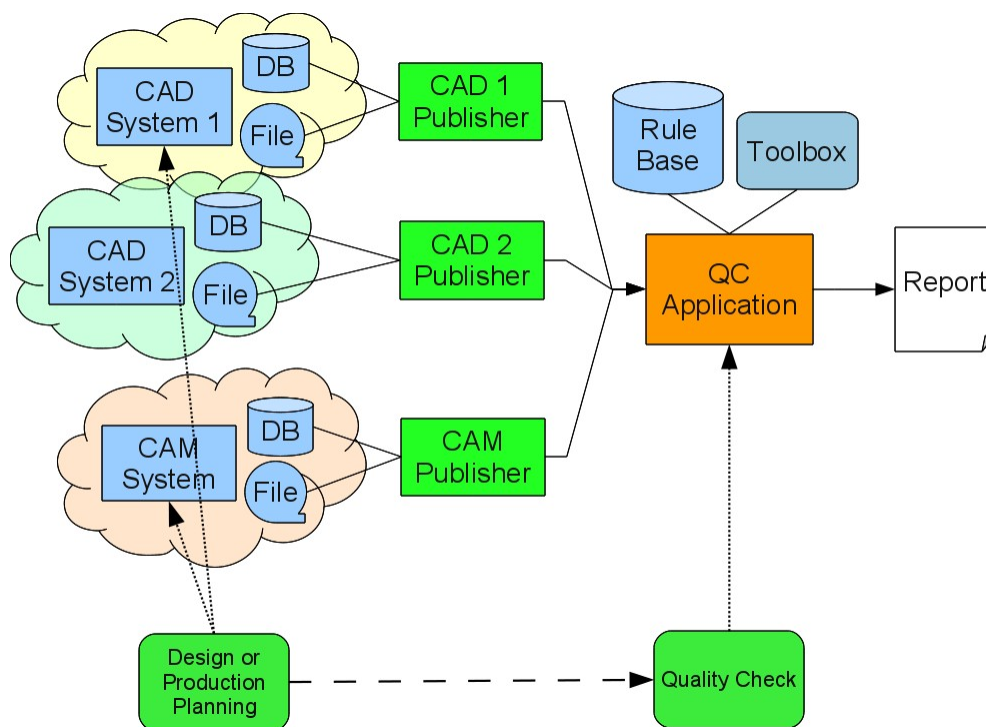 CAD
System 1
DB
File
CAD 1
Publisher
Rule
Base
Toolbox
CAD
System 2
DB
File
CAD 2
Publisher
QC
Application
Report
CAM
System
DB
File
CAM
Publisher
Design or
Production
Planning
Quality Check